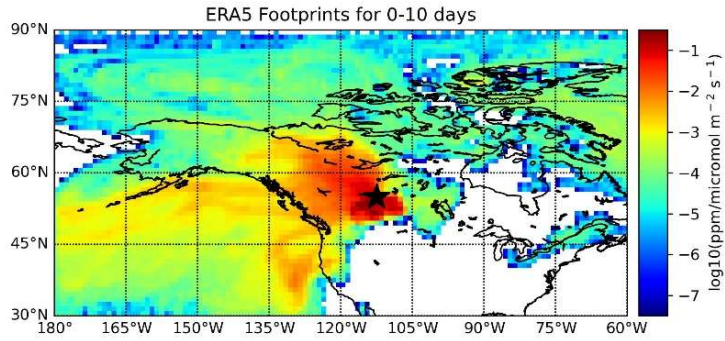 ERA5 Footprints for 0-10 days
90°N
75°N
60°N
45°N
30°N
180° 165°W 150°W 135°W 120°W 105°W 90°W 75°W 60°W
−1
−2
−3
−4
−5
−6
−7
log10(ppm/micromol m⁻² s⁻¹)